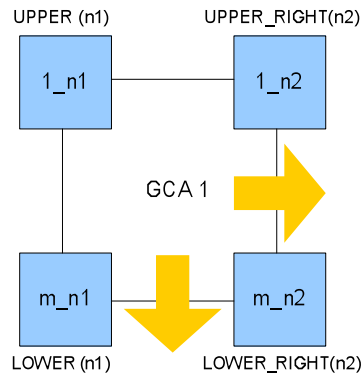 UPPER (n1)
UPPER_RIGHT(n2)
1_n1
1_n2
GCA 1
m_n1
m_n2
LOWER (n1)
LOWER_RIGHT(n2)